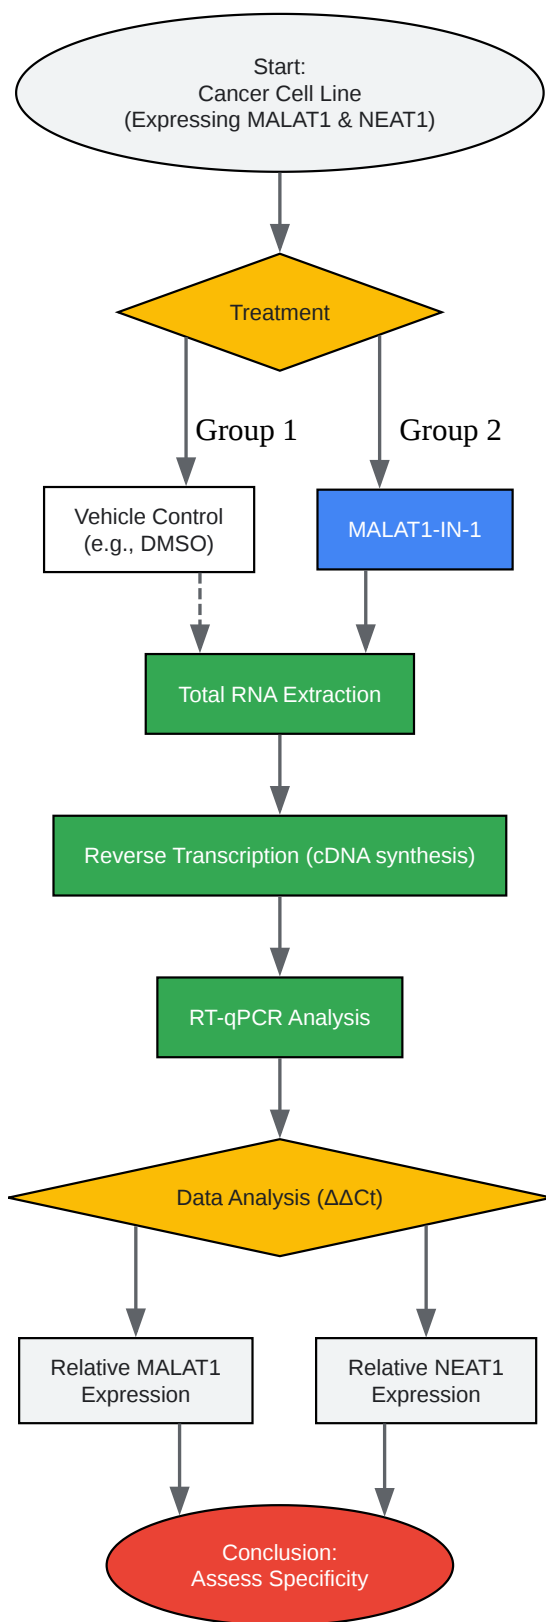 Start:
Cancer Cell Line
(Expressing MALAT1 & NEAT1)
Treatment
Group 1
Group 2
Vehicle Control
(e.g., DMSO)
MALAT1-IN-1
Total RNA Extraction
Reverse Transcription (cDNA synthesis)
RT-qPCR Analysis
Data Analysis (ΔΔCt)
Relative MALAT1
Expression
Relative NEAT1
Expression
Conclusion:
Assess Specificity